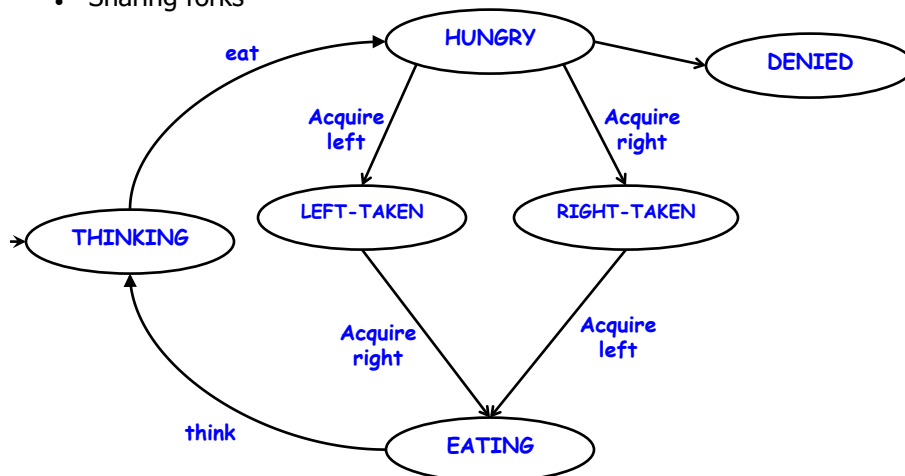 • Sharing forks
HUNGRY
eat
DENIED
Acquire
left
Acquire
right
LEFT-TAKEN
RIGHT-TAKEN
THINKING
Acquire
right
Acquire
left
think
EATING